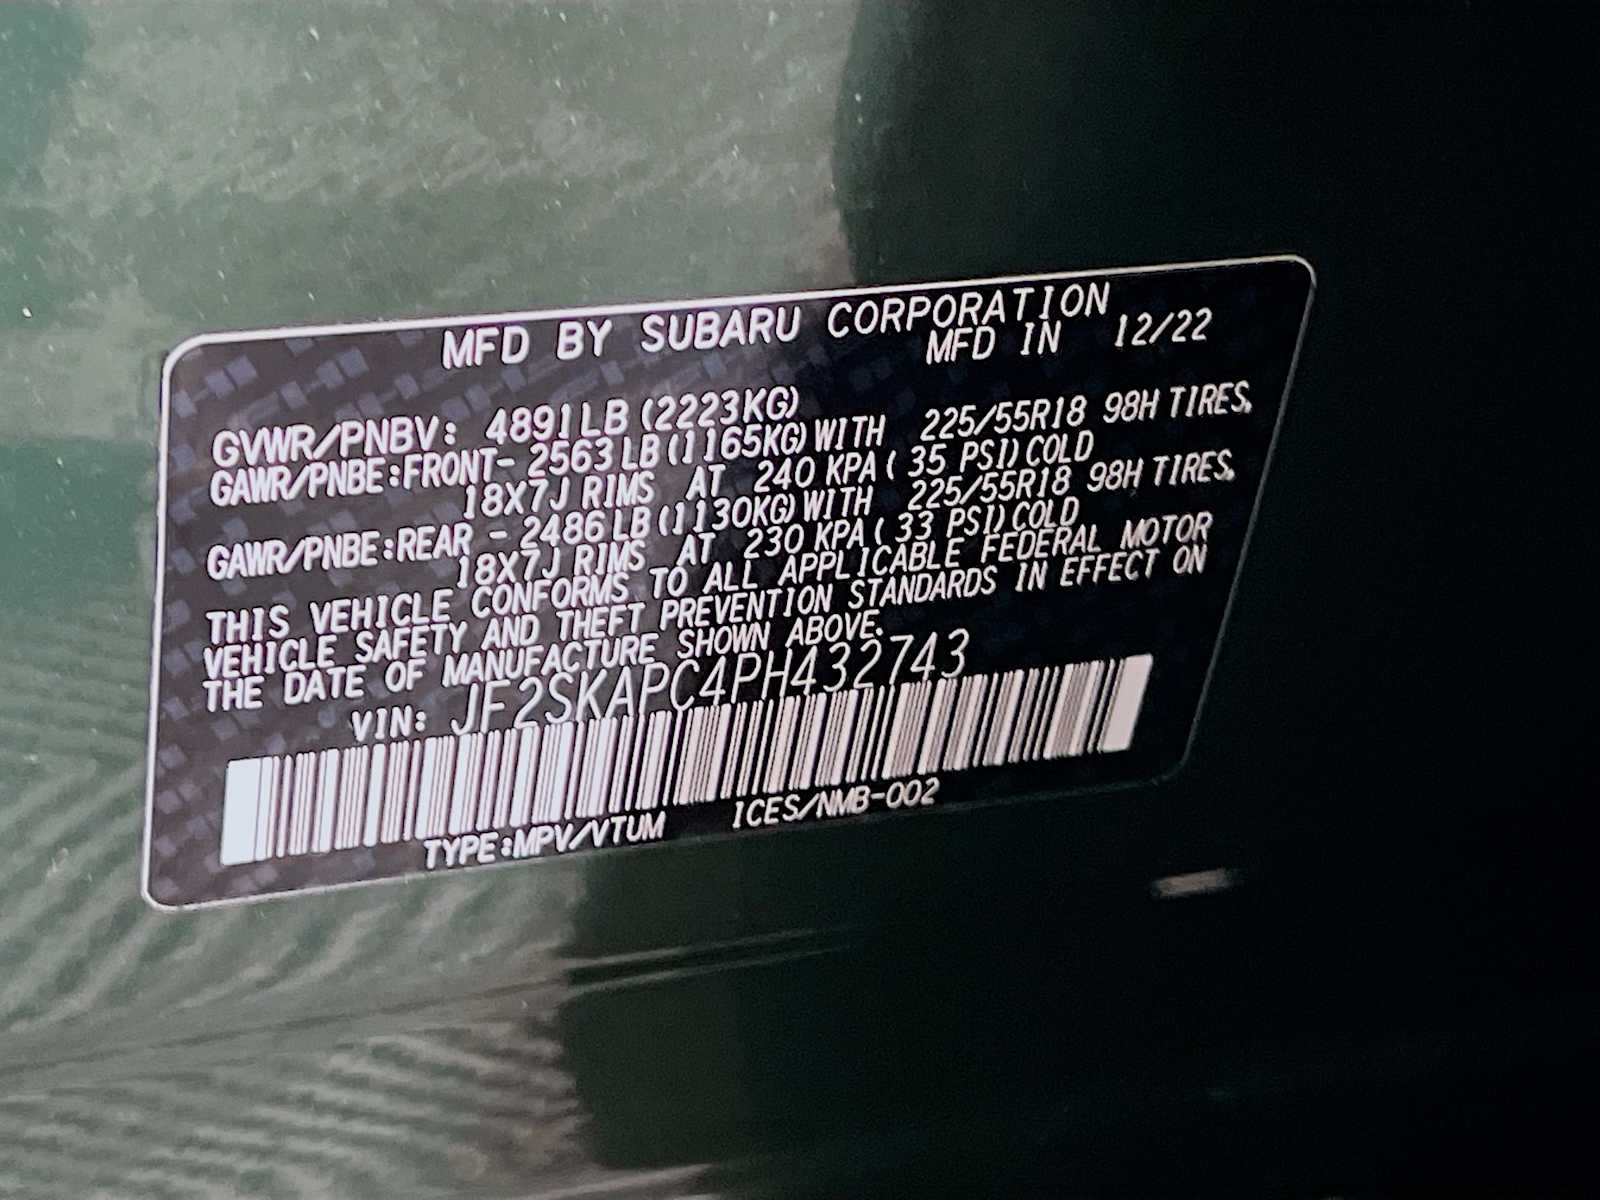 MFD BY SUBARU CORPORATION
MFD IN 12/22
GVWR/PNBV: 4891LB (2223KG)
GAWR/PNBE:FRONT- 2563LB(1165KG)WITH 225/55R18 98H TIRES,
18X7J RIMS AT 240 KPA( 35 PSI)COLD
GAWR/PNBE:REAR - 2486LB(1130KG)WITH 225/55R18 98H TIRES,
18X7J RIMS AT 230 KPA( 33 PSI)COLD
THIS VEHICLE CONFORMS TO ALL APPLICABLE FEDERAL MOTOR
VEHICLE SAFETY AND THEFT PREVENTION STANDARDS IN EFFECT ON
THE DATE OF MANUFACTURE SHOWN ABOVE.
VIN: JF2SKAPC4PH432743
TYPE:MPV/VTUM ICES/NMB-002